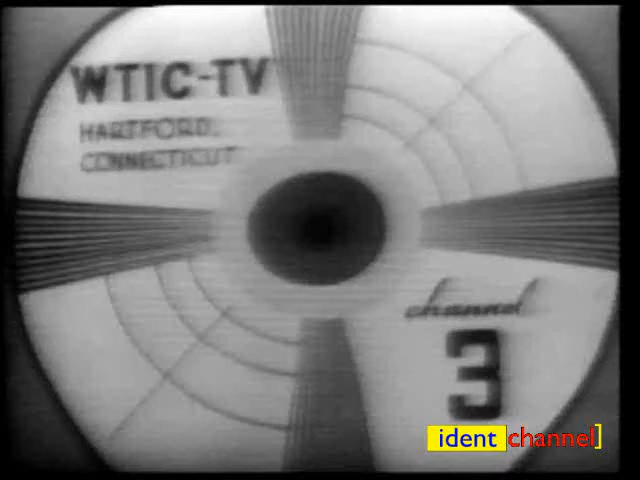 WTIC-TV
HARTFORD,
CONNECTICUT
channel
3
ident channel]